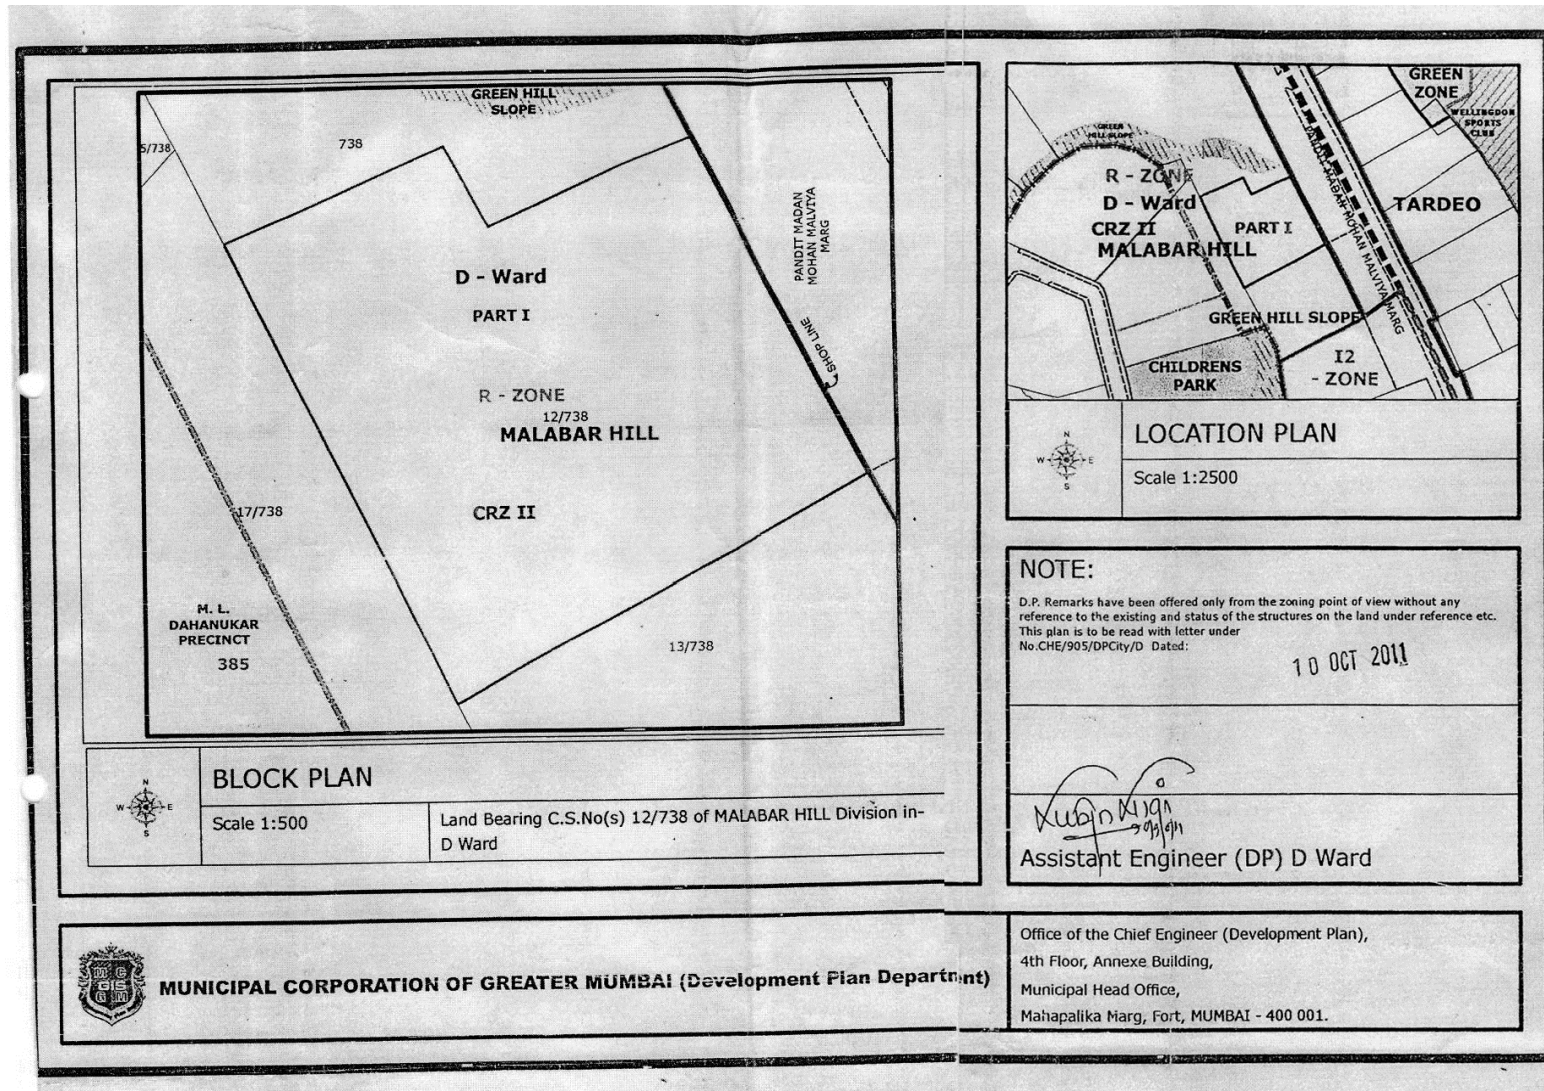 GREEN HILL
SLOPE
738
5/738
D - Ward
PART I
R - ZONE
12/738
MALABAR HILL
CRZ II
17/738
M. L.
DAHANUKAR
PRECINCT
385
13/738
PANDIT MADAN
MOHAN MALVIYA
MARG
SHOP LINE
N
W E
S
BLOCK PLAN
Scale 1:500
Land Bearing C.S.No(s) 12/738 of MALABAR HILL Division in-
D Ward
GREEN
ZONE
WELLINGDON
SPORTS
CLUB
GREEN
HILL SLOPE
R - ZONE
D - Ward
CRZ II
MALABAR HILL
PART I
TARDEO
PANDIT MADAN MOHAN MALVIYA MARG
GREEN HILL SLOPE
CHILDRENS
PARK
I2
- ZONE
N
W E
S
LOCATION PLAN
Scale 1:2500
NOTE:
D.P. Remarks have been offered only from the zoning point of view without any
reference to the existing and status of the structures on the land under reference etc.
This plan is to be read with letter under
No.CHE/905/DPCity/D Dated:
10 OCT 2011
Assistant Engineer (DP) D Ward
MUNICIPAL CORPORATION OF GREATER MUMBAI (Development Plan Department)
Office of the Chief Engineer (Development Plan),
4th Floor, Annexe Building,
Municipal Head Office,
Mahapalika Marg, Fort, MUMBAI - 400 001.